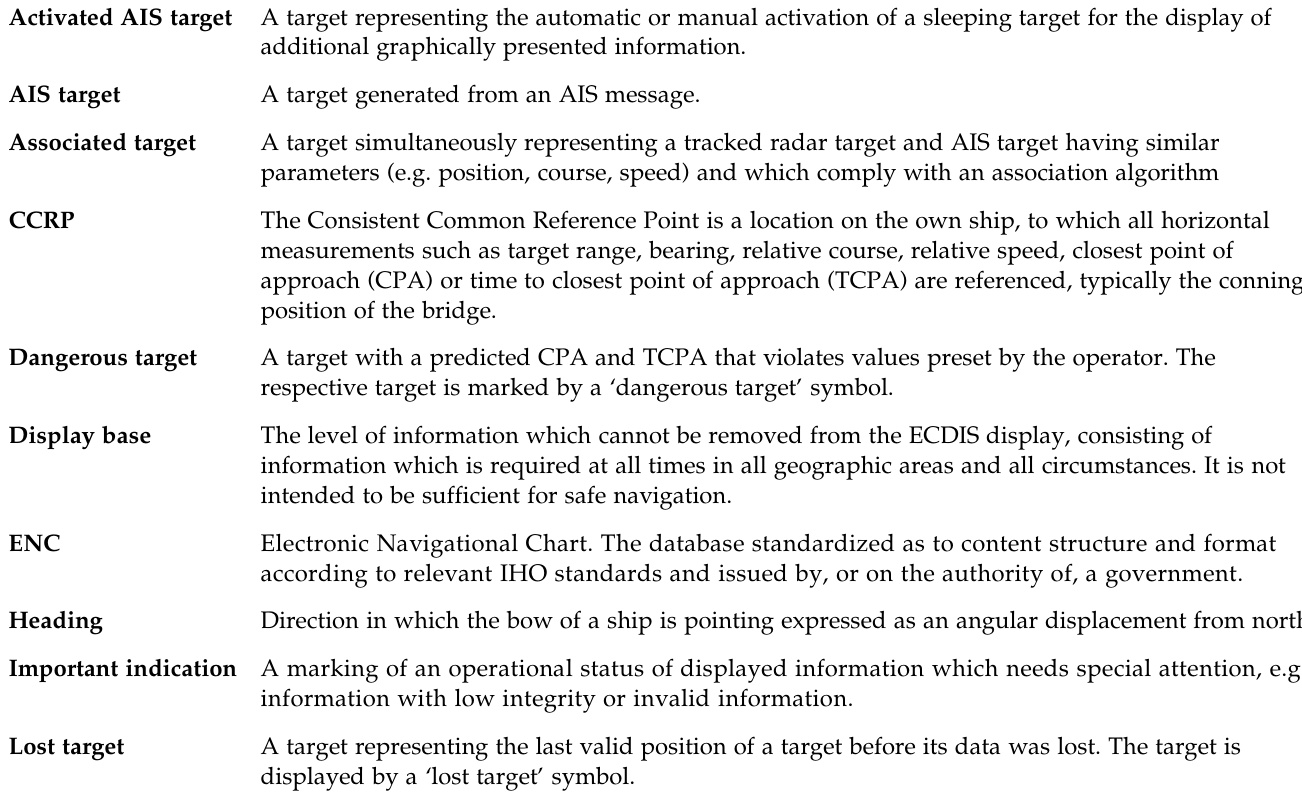 Activated AIS target A target representing the automatic or manual activation of a sleeping target for the display of
additional graphically presented information.
AIS target A target generated from an AIS message.
Associated target A target simultaneously representing a tracked radar target and AIS target having similar
parameters (e.g. position, course, speed) and which comply with an association algorithm
CCRP The Consistent Common Reference Point is a location on the own ship, to which all horizontal
measurements such as target range, bearing, relative course, relative speed, closest point of
approach (CPA) or time to closest point of approach (TCPA) are referenced, typically the conning
position of the bridge.
Dangerous target A target with a predicted CPA and TCPA that violates values preset by the operator. The
respective target is marked by a ‘dangerous target’ symbol.
Display base The level of information which cannot be removed from the ECDIS display, consisting of
information which is required at all times in all geographic areas and all circumstances. It is not
intended to be sufficient for safe navigation.
ENC Electronic Navigational Chart. The database standardized as to content structure and format
according to relevant IHO standards and issued by, or on the authority of, a government.
Heading Direction in which the bow of a ship is pointing expressed as an angular displacement from north
Important indication A marking of an operational status of displayed information which needs special attention, e.g
information with low integrity or invalid information.
Lost target A target representing the last valid position of a target before its data was lost. The target is
displayed by a ‘lost target’ symbol.